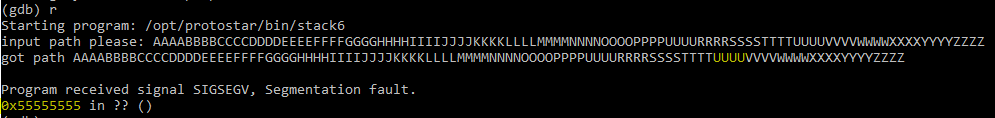 (gdb) r
Starting program: /opt/protostar/bin/stack6
input path please: AAAABBBBCCCCDDDDEEEEFFFFGGGGHHHHIIIIJJJJKKKKLLLLMMMMNNNNOOOOPPPPUUUURRRRSSSSTTTTUUUUVVVVWWWWXXXXYYYYZZZZ
got path AAAABBBBCCCCDDDDEEEEFFFFGGGGHHHHIIIIJJJJKKKKLLLLMMMMNNNNOOOOPPPPUUUURRRRSSSSTTTTUUUUVVVVWWWWXXXXYYYYZZZZ
Program received signal SIGSEGV, Segmentation fault.
0x55555555 in ?? ()